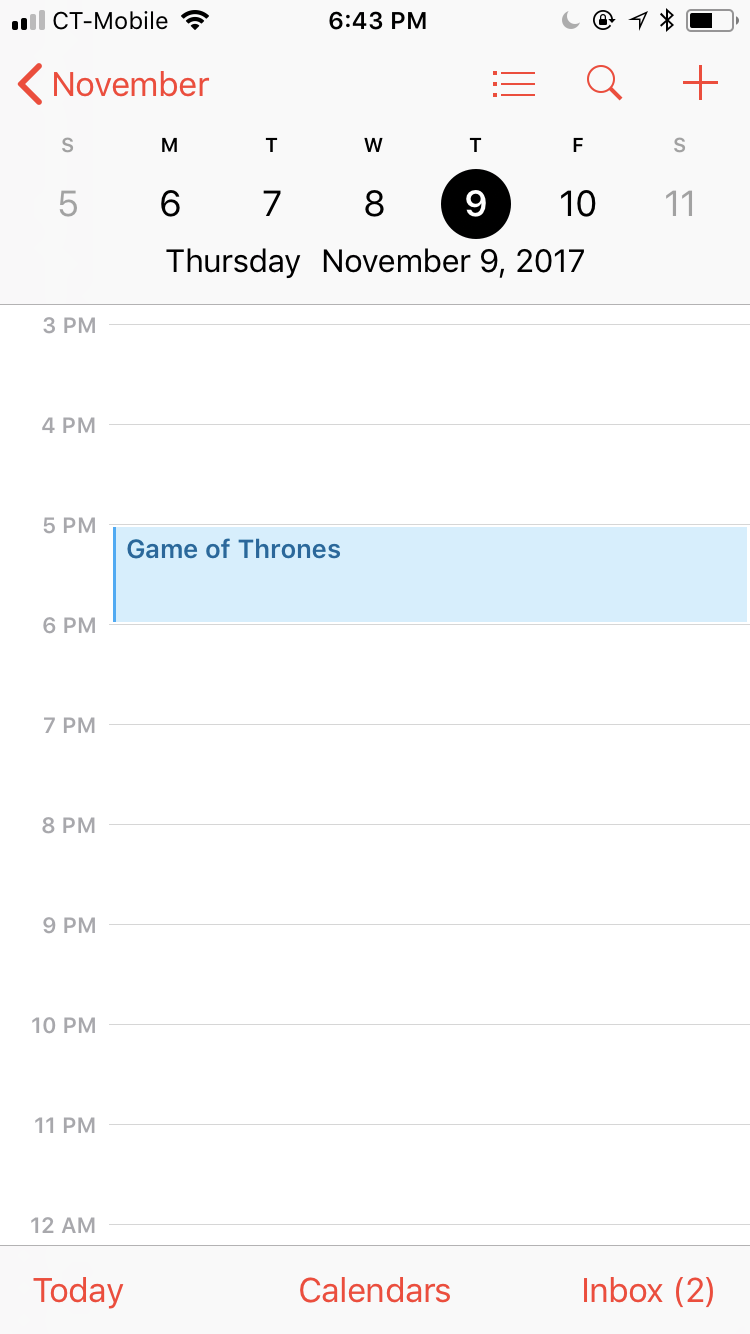 CT-Mobile 6:43 PM
November
S M T W T F S
5 6 7 8 9 10 11
Thursday November 9, 2017
3 PM
4 PM
5 PM
Game of Thrones
6 PM
7 PM
8 PM
9 PM
10 PM
11 PM
12 AM
Today Calendars Inbox (2)